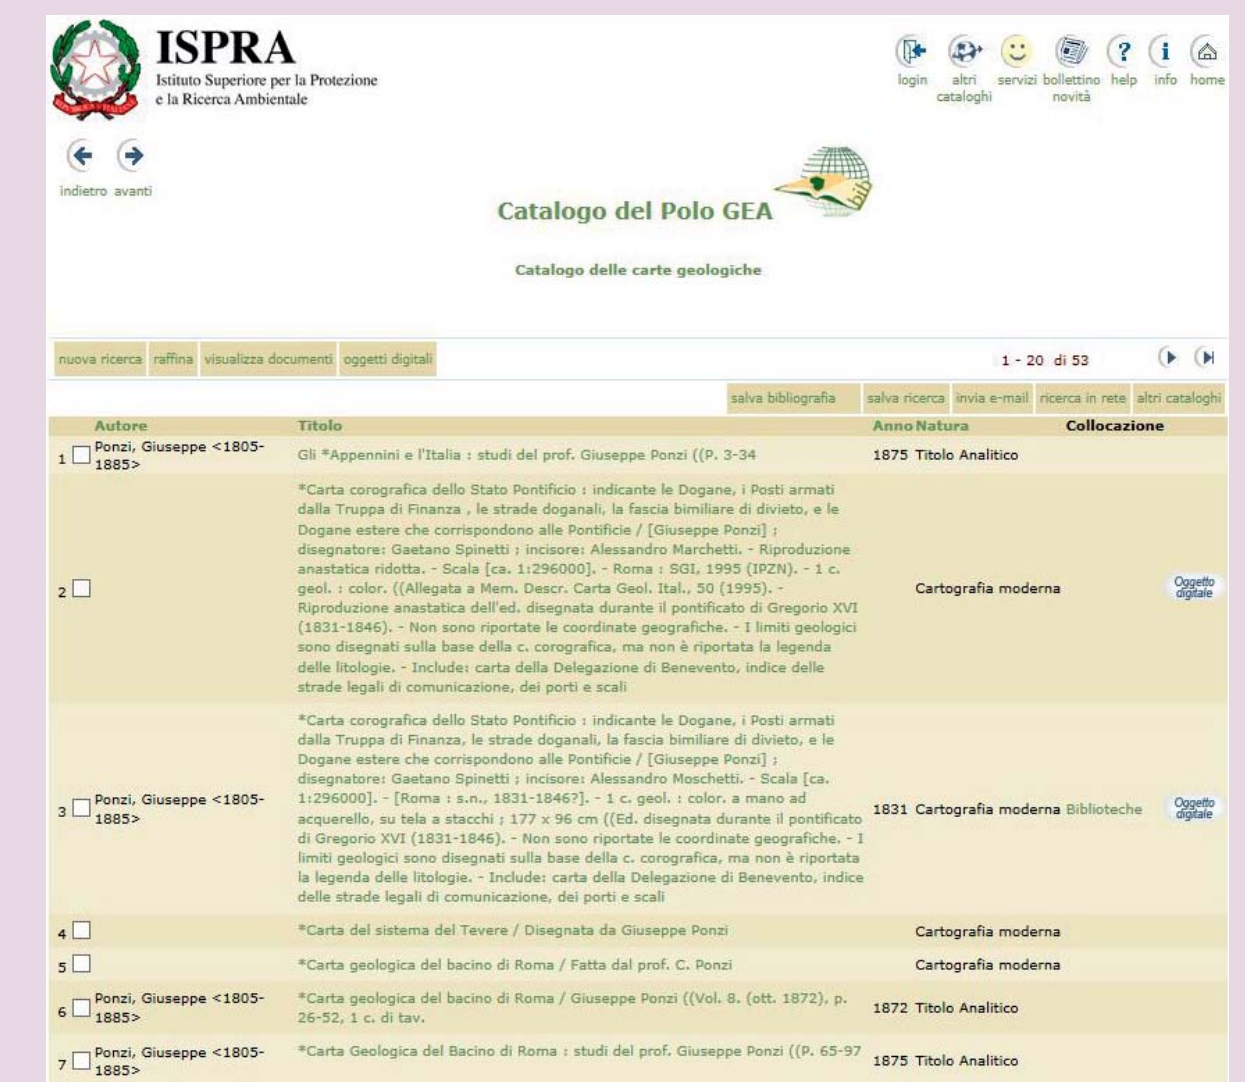 ISPRA
Istituto Superiore per la Protezione
e la Ricerca Ambientale
login altri servizi bollettino help info home
cataloghi novità
indietro avanti
bib
Catalogo del Polo GEA
Catalogo delle carte geologiche
nuova ricerca raffina visualizza documenti oggetti digitali 1 - 20 di 53
salva bibliografia salva ricerca invia e-mail ricerca in rete altri cataloghi
Autore Titolo Anno Natura Collocazione
1 Ponzi, Giuseppe <1805-
1885>
Gli *Appennini e l'Italia : studi del prof. Giuseppe Ponzi ((P. 3-34
1875 Titolo Analitico
2
*Carta corografica dello Stato Pontificio : indicante le Dogane, i Posti armati
dalla Truppa di Finanza , le strade doganali, la fascia bimiliare di divieto, e le
Dogane estere che corrispondono alle Pontificie / [Giuseppe Ponzi] ;
disegnatore: Gaetano Spinetti ; incisore: Alessandro Marchetti. - Riproduzione
anastatica ridotta. - Scala [ca. 1:296000]. - Roma : SGI, 1995 (IPZN). - 1 c.
geol. : color. ((Allegata a Mem. Descr. Carta Geol. Ital., 50 (1995). -
Riproduzione anastatica dell'ed. disegnata durante il pontificato di Gregorio XVI
(1831-1846). - Non sono riportate le coordinate geografiche. - I limiti geologici
sono disegnati sulla base della c. corografica, ma non è riportata la legenda
delle litologie. - Include: carta della Delegazione di Benevento, indice delle
strade legali di comunicazione, dei porti e scali
Cartografia moderna
Oggetto
digitale
3 Ponzi, Giuseppe <1805-
1885>
*Carta corografica dello Stato Pontificio : indicante le Dogane, i Posti armati
dalla Truppa di Finanza, le strade doganali, la fascia bimiliare di divieto, e le
Dogane estere che corrispondono alle Pontificie / [Giuseppe Ponzi] ;
disegnatore: Gaetano Spinetti ; incisore: Alessandro Moschetti. - Scala [ca.
1:296000]. - [Roma : s.n., 1831-1846?]. - 1 c. geol. : color. a mano ad
acquerello, su tela a stacchi ; 177 x 96 cm ((Ed. disegnata durante il pontificato
di Gregorio XVI (1831-1846). - Non sono riportate le coordinate geografiche. - I
limiti geologici sono disegnati sulla base della c. corografica, ma non è riportata
la legenda delle litologie. - Include: carta della Delegazione di Benevento, indice
delle strade legali di comunicazione, dei porti e scali
1831 Cartografia moderna Biblioteche
Oggetto
digitale
4 *Carta del sistema del Tevere / Disegnata da Giuseppe Ponzi Cartografia moderna
5 *Carta geologica del bacino di Roma / Fatta dal prof. C. Ponzi Cartografia moderna
6 Ponzi, Giuseppe <1805-
1885>
*Carta geologica del bacino di Roma / Giuseppe Ponzi ((Vol. 8. (ott. 1872), p.
26-52, 1 c. di tav.
1872 Titolo Analitico
7 Ponzi, Giuseppe <1805-
1885>
*Carta Geologica del Bacino di Roma : studi del prof. Giuseppe Ponzi ((P. 65-97
1875 Titolo Analitico